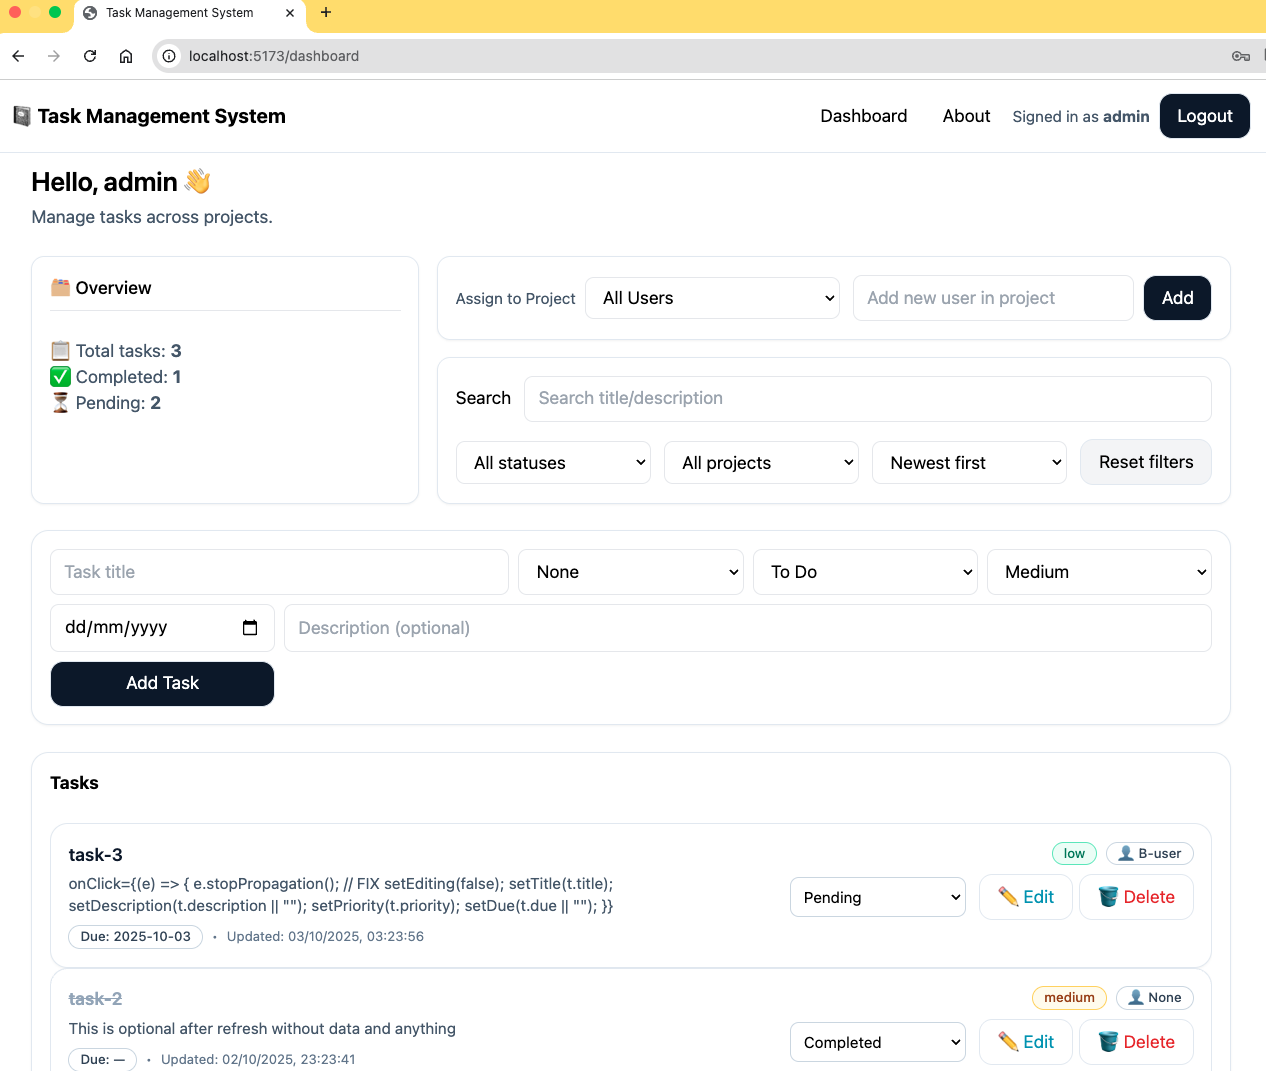 Task Management System
localhost:5173/dashboard
Task Management System
Dashboard
About
Signed in as admin
Logout
Hello, admin 👋
Manage tasks across projects.
Overview
Total tasks: 3
Completed: 1
Pending: 2
Assign to Project
All Users
Add new user in project
Add
Search
Search title/description
All statuses
All projects
Newest first
Reset filters
Task title
None
To Do
Medium
dd/mm/yyyy
Description (optional)
Add Task
Tasks
task-3
low
B-user
onClick={(e) => { e.stopPropagation(); // FIX setEditing(false); setTitle(t.title);
setDescription(t.description || ""); setPriority(t.priority); setDue(t.due || ""); }}
Pending
Edit
Delete
Due: 2025-10-03 • Updated: 03/10/2025, 03:23:56
task-2
medium
None
This is optional after refresh without data and anything
Completed
Edit
Delete
Due: — • Updated: 02/10/2025, 23:23:41